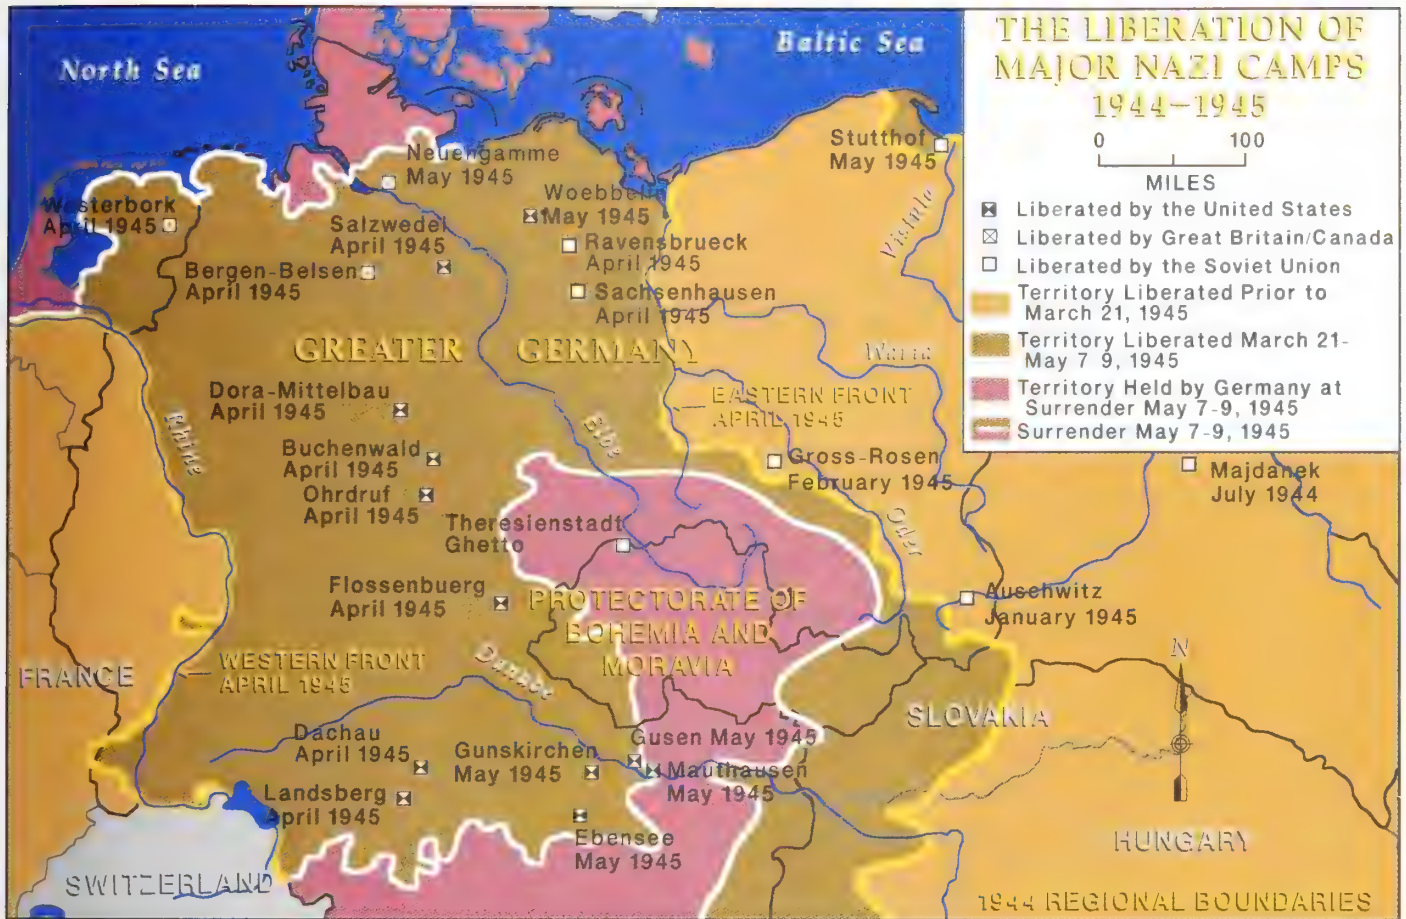 THE LIBERATION OF
MAJOR NAZI CAMPS
1944-1945
0 100
MILES
Liberated by the United States
Liberated by Great Britain/Canada
Liberated by the Soviet Union
Territory Liberated Prior to
March 21, 1945
Territory Liberated March 21-
May 7 9, 1945
Territory Held by Germany at
Surrender May 7-9, 1945
Surrender May 7-9, 1945
North Sea
Baltic Sea
Stutthof
May 1945
Neuengamme
May 1945
Westerbork
April 1945
Salzwedel
April 1945
May 1945
Ravensbrueck
April 1945
Bergen-Belsen
April 1945
Sachsenhausen
April 1945
Vistula
GREATER GERMANY
Warta
Dora-Mittelbau
April 1945
EASTERN FRONT
APRIL 1945
Rhine
Elbe
Buchenwald
April 1945
Gross-Rosen
February 1945
Majdanek
July 1944
Ohrdruf
April 1945
Theresienstadt
Ghetto
Oder
Flossenbuerg
April 1945
PROTECTORATE OF
BOHEMIA AND
MORAVIA
Auschwitz
January 1945
FRANCE
WESTERN FRONT
APRIL 1945
Danube
SLOVAKIA
N
Dachau
April 1945
Gunskirchen
May 1945
Gusen May 1945
Mauthausen
May 1945
Landsberg
April 1945
Ebensee
May 1945
HUNGARY
SWITZERLAND
1944 REGIONAL BOUNDARIES